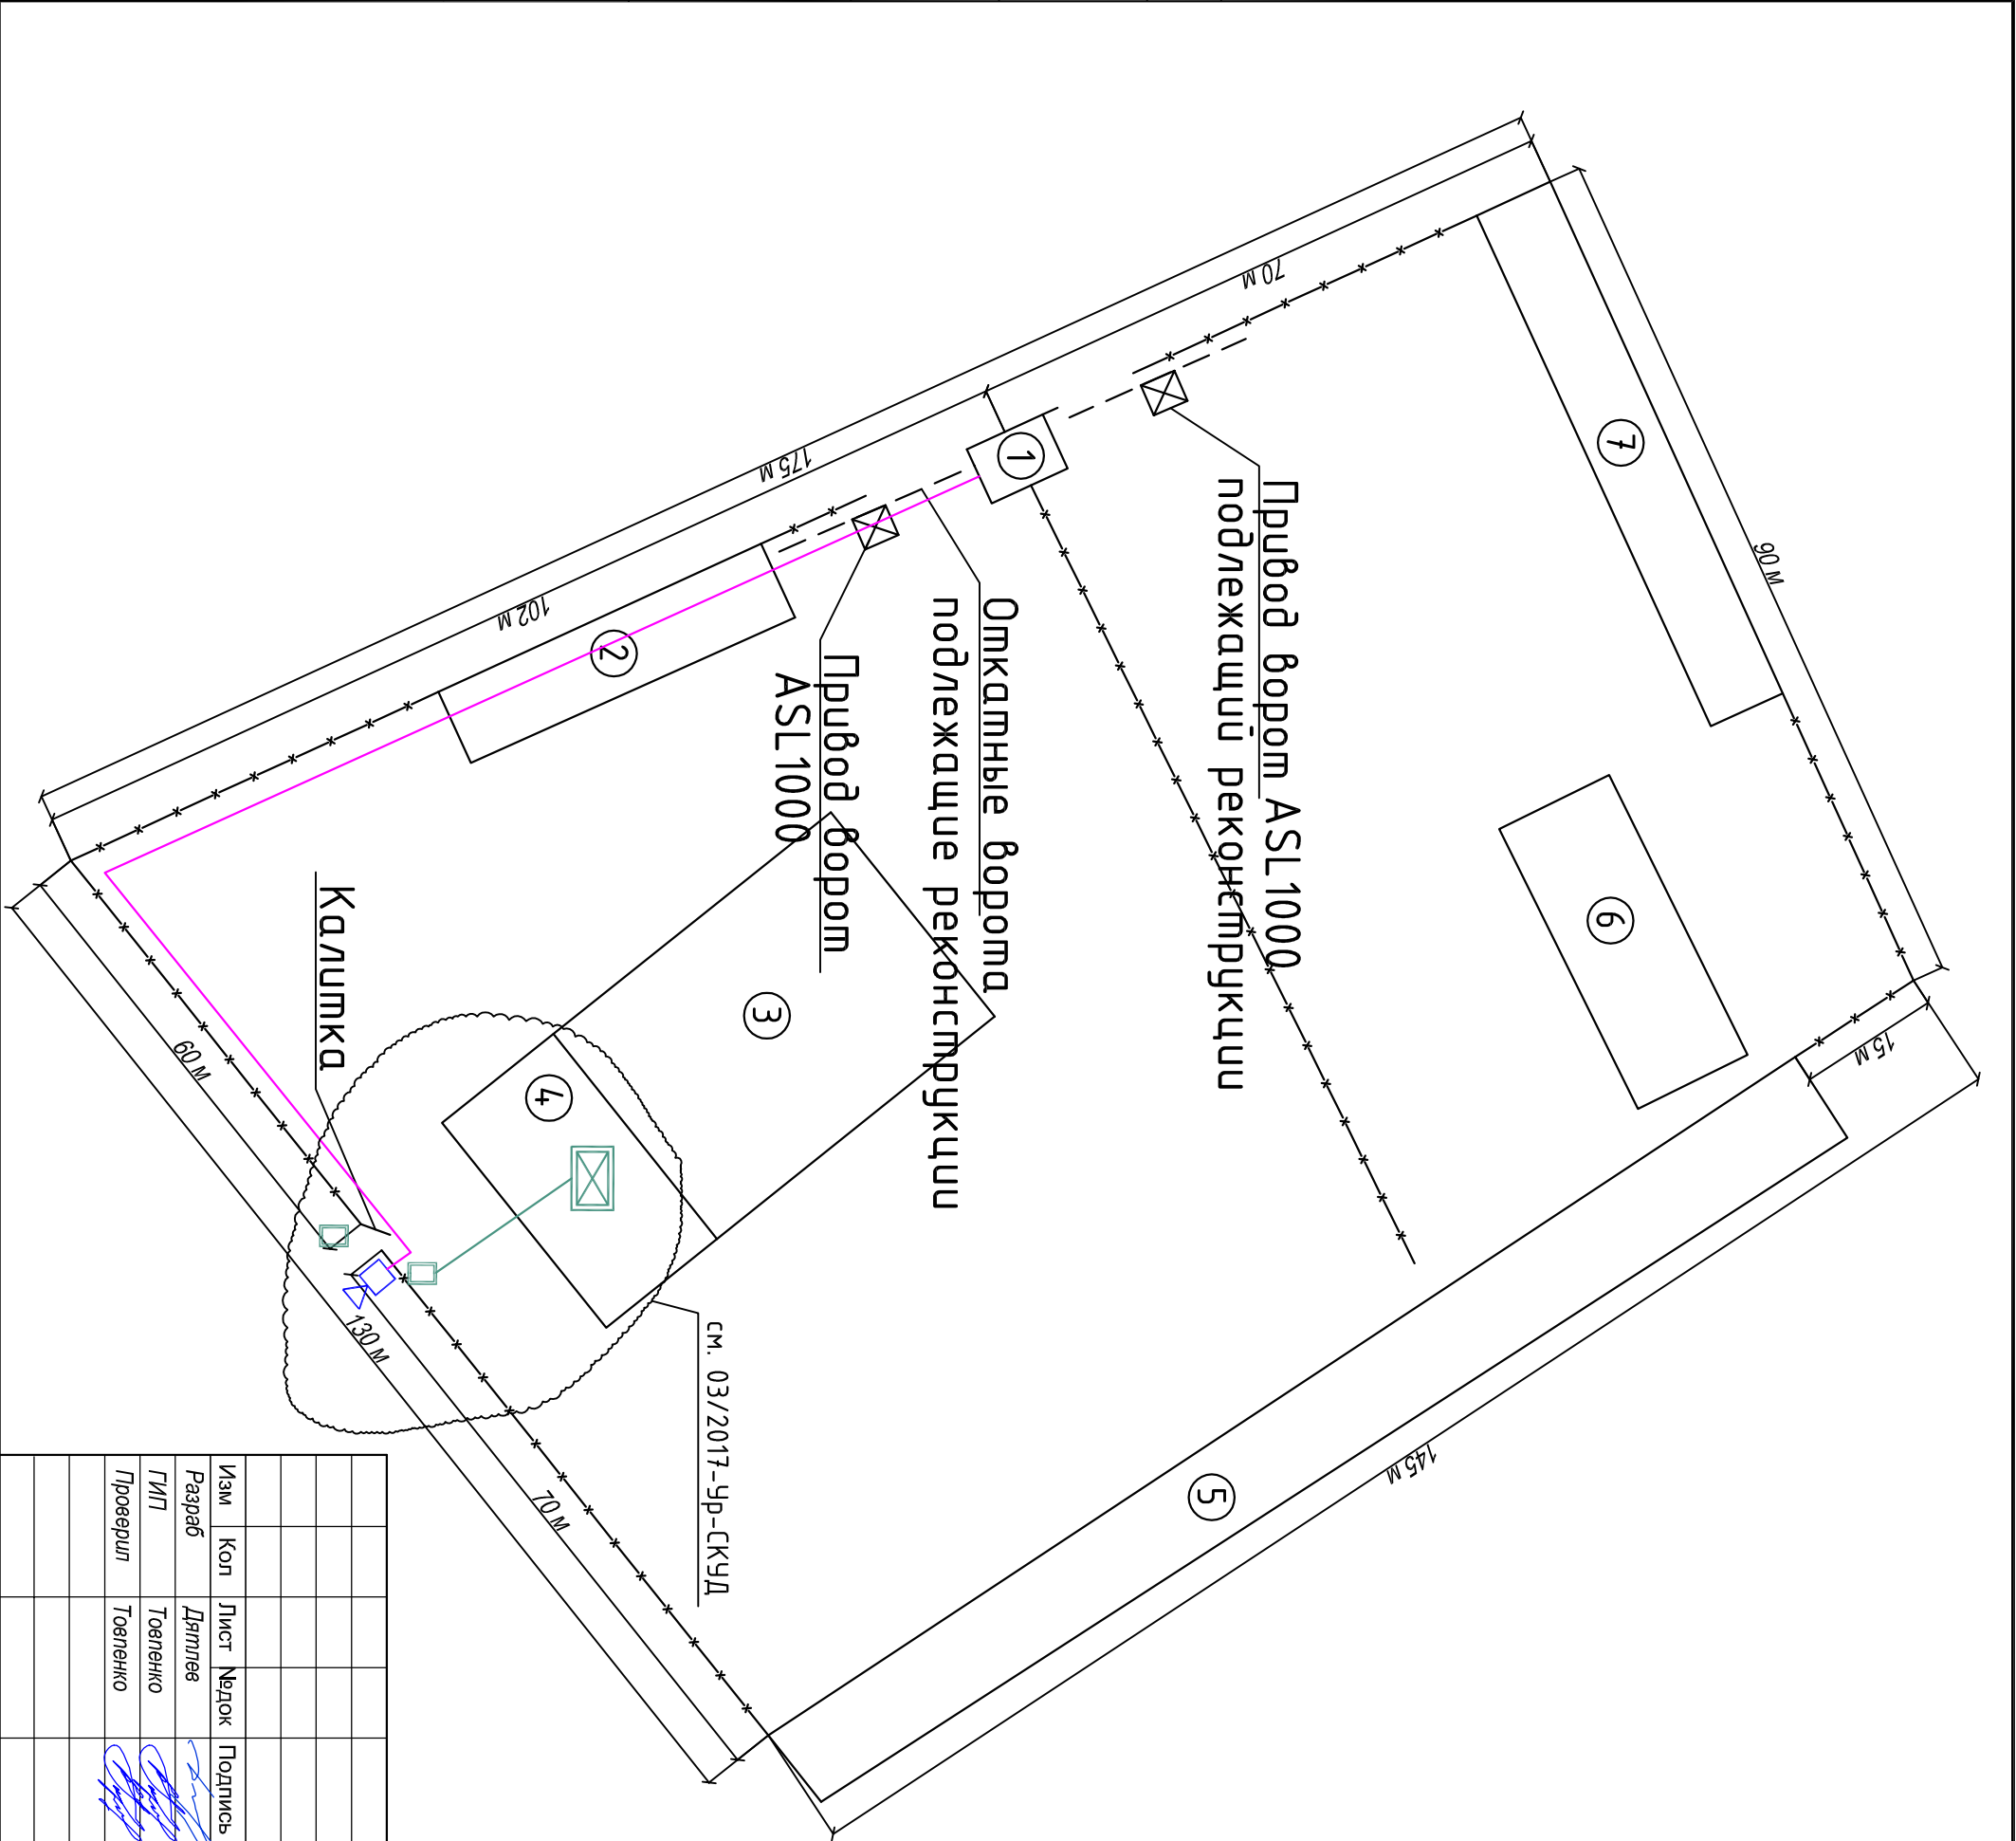 70 м
175 м
102 м
90 м
15 м
145 м
60 м
130 м
70 м
1
2
3
4
5
6
7
Привод ворот ASL1000
подлежащий реконструкции
Откатные ворота
подлежащие реконструкции
Привод ворот
ASL1000
Калитка
см. 03/2017-Ур-СКУД
Изм Кол Лист №док Подпись
Разраб Дятлев
ГИП Товпенко
Проверил Товпенко